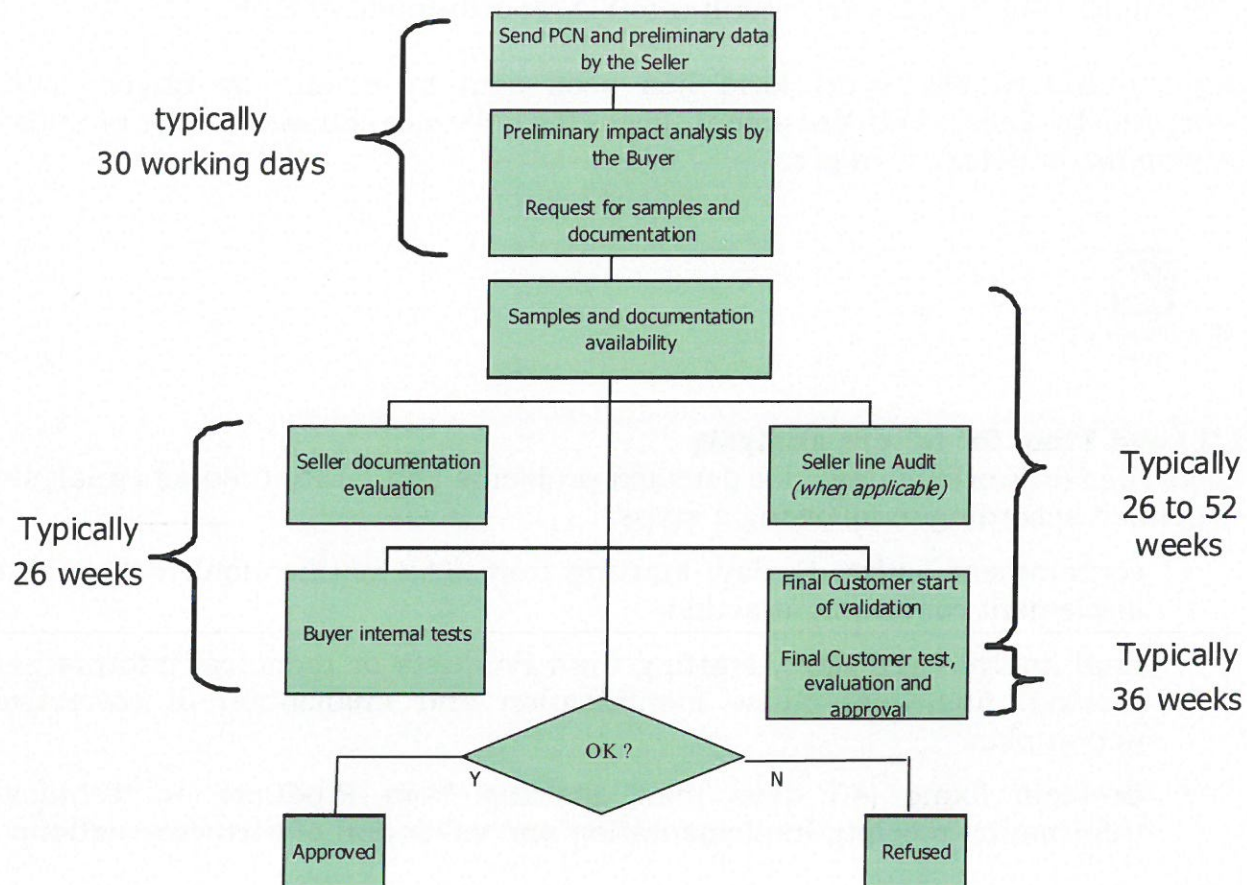 Send PCN and preliminary data
by the Seller
typically
30 working days
Preliminary impact analysis by
the Buyer
Request for samples and
documentation
Samples and documentation
availability
Seller documentation
evaluation
Seller line Audit
(when applicable)
Typically
26 to 52
weeks
Typically
26 weeks
Buyer internal tests
Final Customer start
of validation
Final Customer test,
evaluation and
approval
Typically
36 weeks
OK ?
Y
N
Approved
Refused